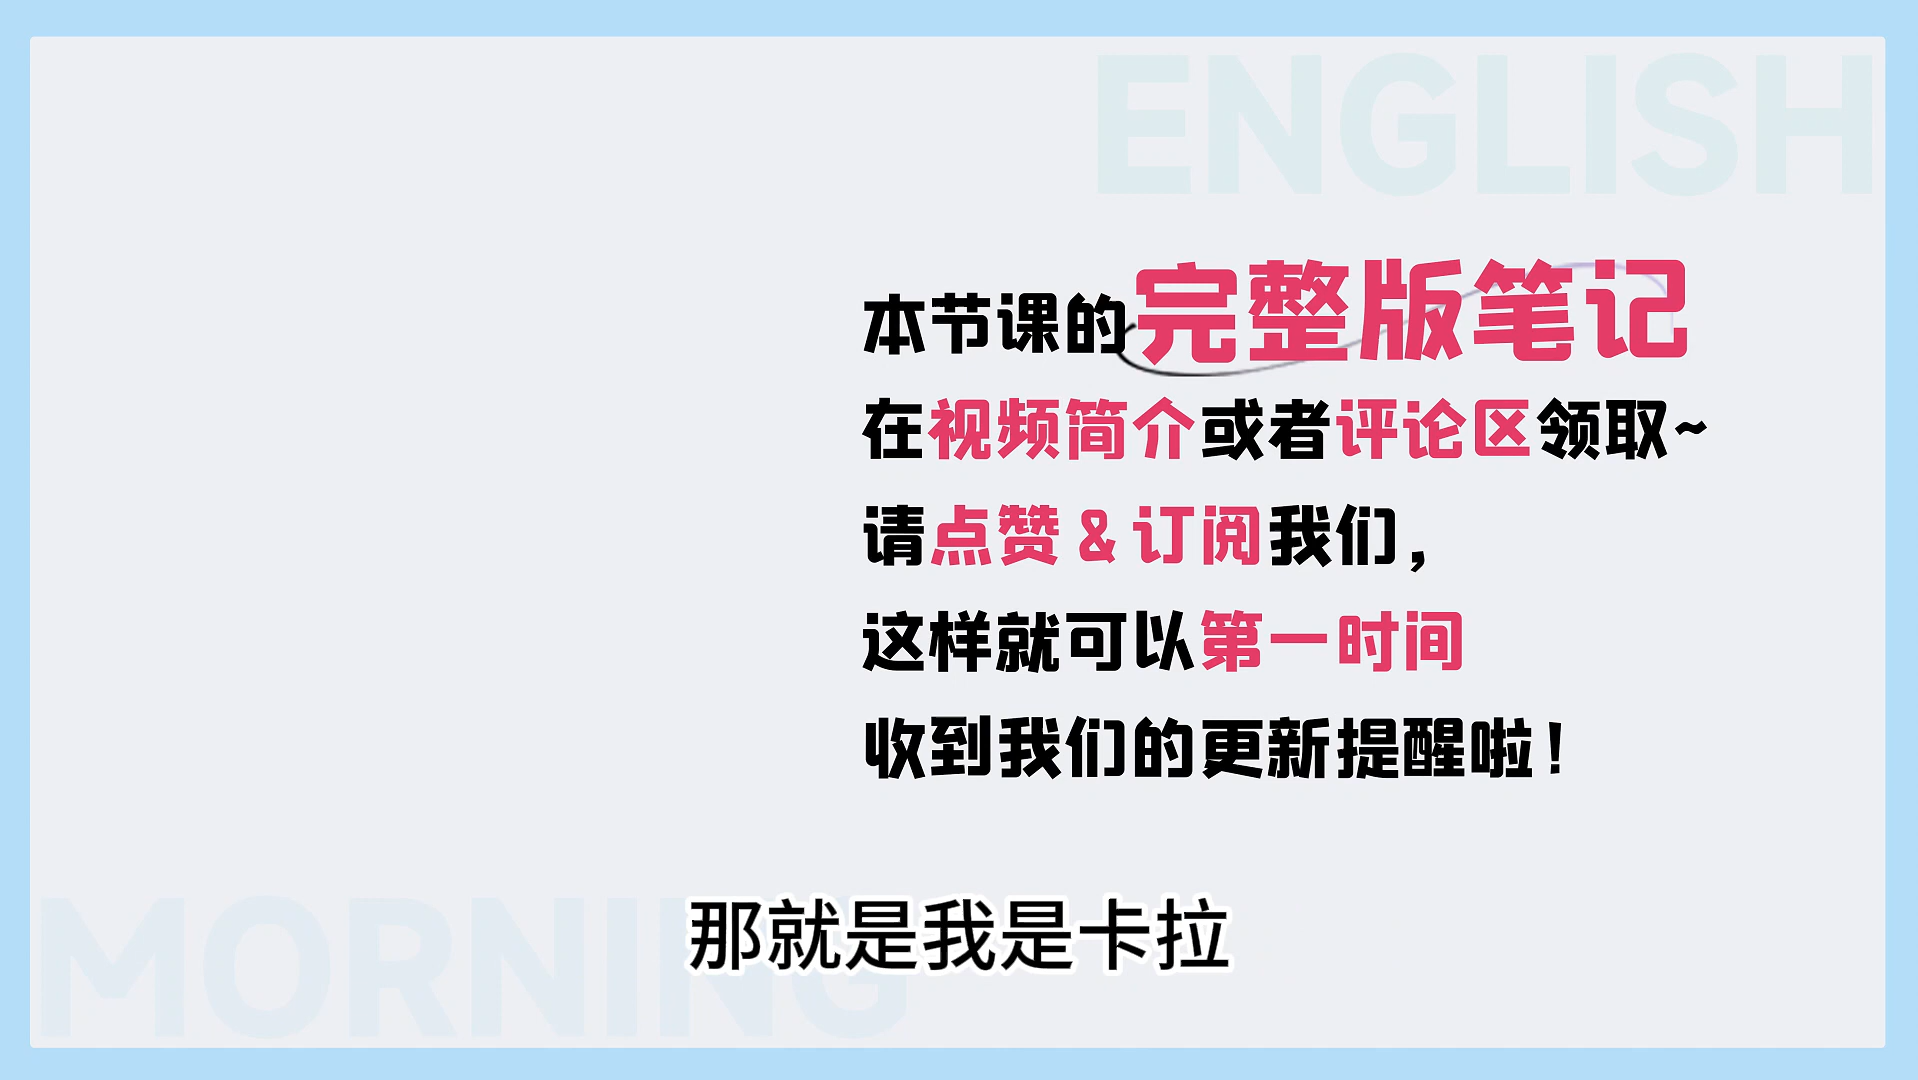 ENGLISH
本节课的完整版笔记
在视频简介或者评论区领取~
请点赞&订阅我们，
这样就可以第一时间
收到我们的更新提醒啦！
那就是我是卡拉
MORNING